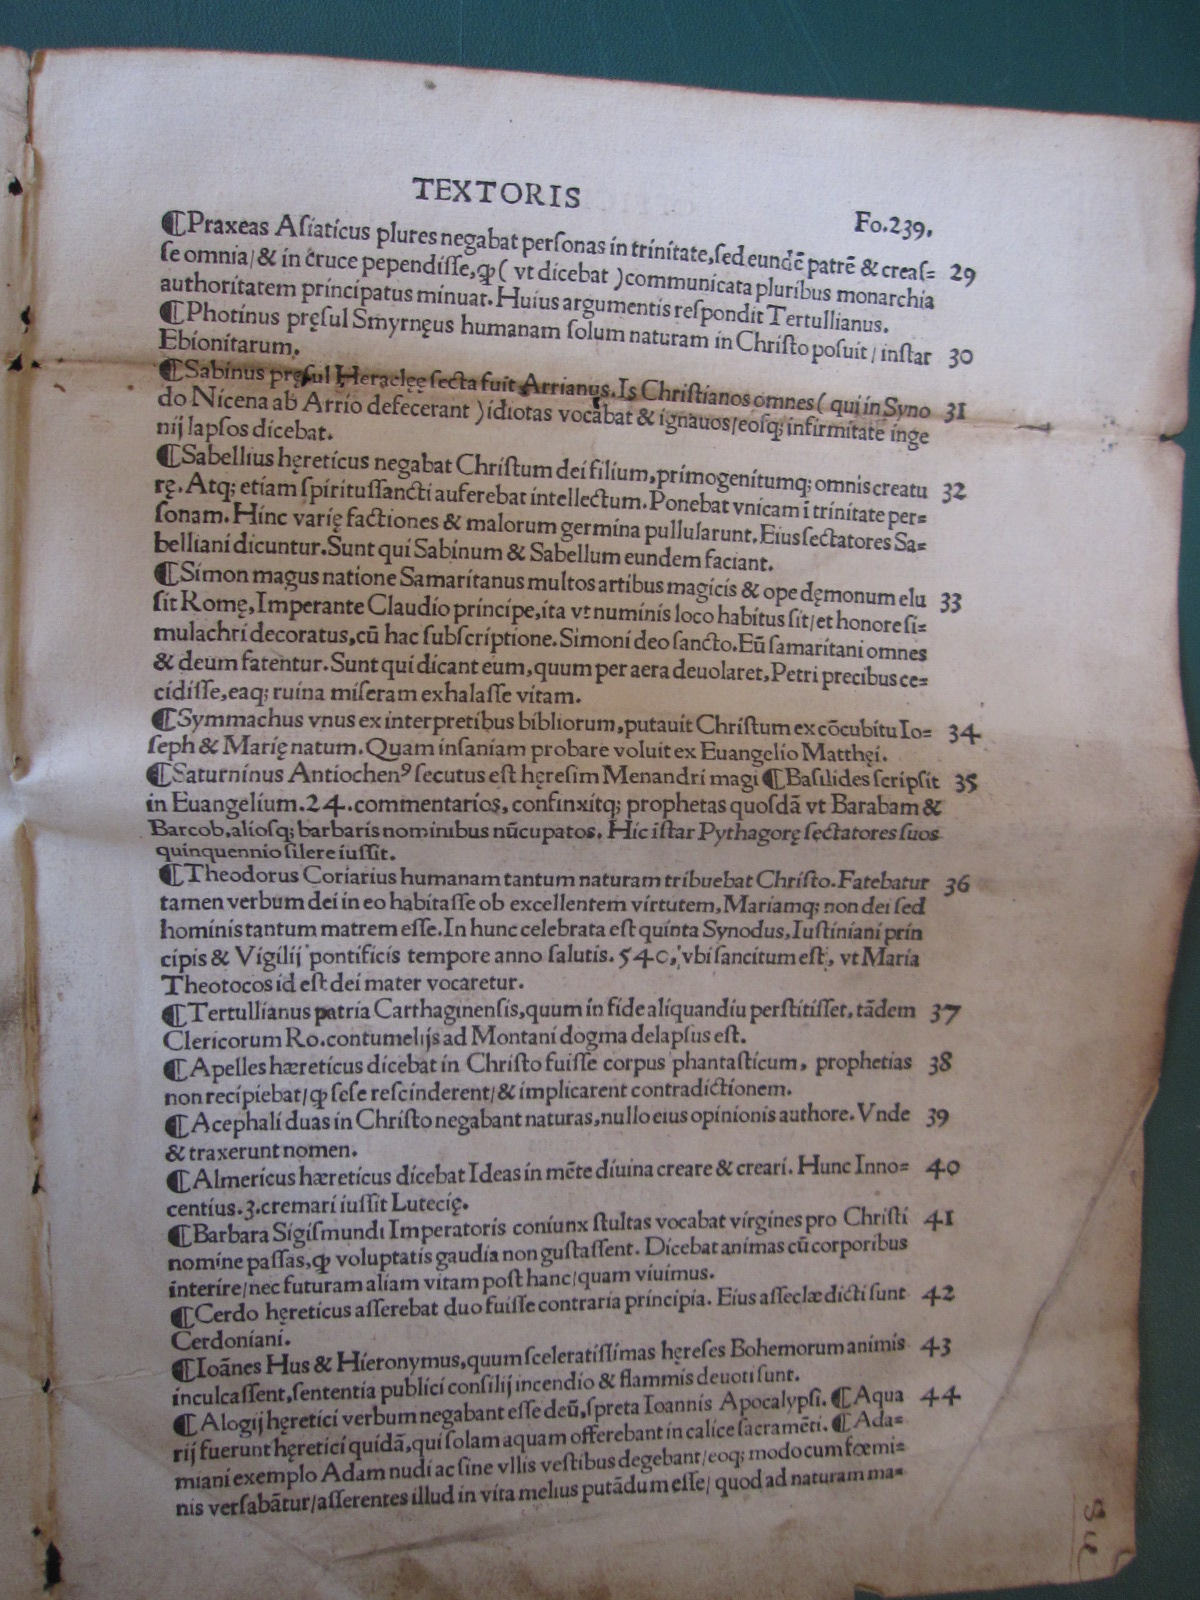 TEXTORIS
Fo.239.
¶Praxeas Aſiaticus plures negabat perſonas in trinitate,ſed eundē patrē & creaſ= 29
ſe omnia/& in cruce pependiſſe,ꝙ( vt dicebat )communicata pluribus monarchia
authoritatem principatus minuat.Huius argumentis reſpondit Tertullianus.
¶Photinus pręſul Smyrnęus humanam ſolum naturam in Chriſto poſuit/inſtar 30
Ebionitarum.
¶Sabinus pręſul Heracleę ſecta fuit Arrianus.Is Chriſtianos omnes( qui in Syno 31
do Nicena ab Arrio defecerant )idiotas vocabat & ignauos/eoſq; infirmitate inge
nij lapſos dicebat.
¶Sabellius hęreticus negabat Chriſtum dei filium,primogenitumq; omnis creatu 32
rę.Atq; etiam ſpirituſſancti auferebat intellectum.Ponebat vnicam ī trinitate per=
ſonam.Hinc varię factiones & malorum germina pullularunt.Eius ſectatores Sa=
belliani dicuntur.Sunt qui Sabinum & Sabellum eundem faciant.
¶Simon magus natione Samaritanus multos artibus magicis & ope dęmonum elu 33
ſit Romę,Imperante Claudio principe,ita vt numinis loco habitus ſit/et honore ſi=
mulachri decoratus,cū hac ſubſcriptione.Simoni deo ſancto.Eū ſamaritani omnes
& deum fatentur.Sunt qui dicant eum,quum per aera deuolaret,Petri precibus ce=
cidiſſe,eaq; ruina miſeram exhalaſſe vitam.
¶Symmachus vnus ex interpretibus bibliorum,putauit Chriſtum ex cōcubitu Io= 34
ſeph & Marię natum.Quam inſaniam probare voluit ex Euangelio Matthęi.
¶Saturninus Antiochenꝰ ſecutus eſt hęreſim Menandri magi ¶Baſilides ſcripſit 35
in Euangelium.24.commentarios, confinxitq; prophetas quoſdā vt Barabam &
Barcob,alioſq; barbaris nominibus nūcupatos. Hic iſtar Pythagorę ſectatores ſuos
quinquennio ſilere iuſſit.
¶Theodorus Coriarius humanam tantum naturam tribuebat Chriſto.Fatebatur 36
tamen verbum dei in eo habitaſſe ob excellentem virtutem,Mariamq; non dei ſed
hominis tantum matrem eſſe.In hunc celebrata eſt quinta Synodus,Iuſtiniani prin
cipis & Vigilij pontificis tempore anno ſalutis.540, vbi ſancitum eſt, vt Maria
Theotocos id eſt dei mater vocaretur.
¶Tertullianus patria Carthaginenſis,quum in fide aliquandiu perſtitiſſet, tādem 37
Clericorum Ro.contumelijs ad Montani dogma delapſus eſt.
¶Apelles hæreticus dicebat in Chriſto fuiſſe corpus phantaſticum, prophetias 38
non recipiebat/ꝙ ſeſe reſcinderent/& implicarent contradictionem.
¶Acephali duas in Chriſto negabant naturas,nullo eius opinionis authore. Vnde 39
& traxerunt nomen.
¶Almericus hæreticus dicebat Ideas in mēte diuina creare & creari. Hunc Inno= 40
centius.3.cremari iuſſit Lutecię.
¶Barbara Sigiſmundi Imperatoris coniunx ſtultas vocabat virgines pro Chriſti 41
nomine paſſas,ꝙ voluptatis gaudia non guſtaſſent. Dicebat animas cū corporibus
interire/nec futuram aliam vitam poſt hanc/quam viuimus.
¶Cerdo hęreticus aſſerebat duo fuiſſe contraria principia. Eius aſſeclæ dicti ſunt 42
Cerdoniani.
¶Ioānes Hus & Hieronymus,quum ſceleratiſſimas hęreſes Bohemorum animis 43
inculcaſſent,ſententia publici conſilij incendio & flammis deuoti ſunt.
¶Alogij hęretici verbum negabant eſſe deū,ſpreta Ioannis Apocalypſi. ¶Aqua 44
rij fuerunt hęretici quidā,qui ſolam aquam offerebant in calice ſacramēti. ¶Ada=
miani exemplo Adam nudi ac ſine vllis veſtibus degebant/eoq; modo cum fœmi=
nis verſabātur/aſſerentes illud in vita melius putādum eſſe/ quod ad naturam ma=